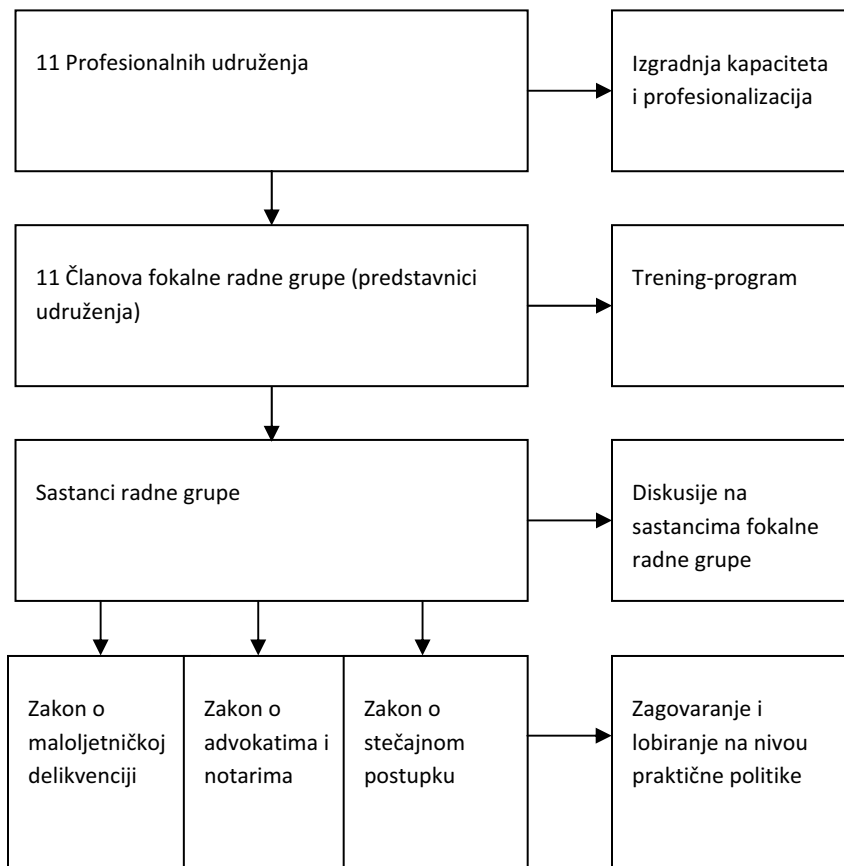 11 Profesionalnih udruženja
Izgradnja kapaciteta
i profesionalizacija
11 Članova fokalne radne grupe (predstavnici
udruženja)
Trening-program
Sastanci radne grupe
Diskusije na
sastancima fokalne
radne grupe
Zakon o
maloljetničkoj
delikvenciji
Zakon o
advokatima i
notarima
Zakon o
stečajnom
postupku
Zagovaranje i
lobiranje na nivou
praktične politike